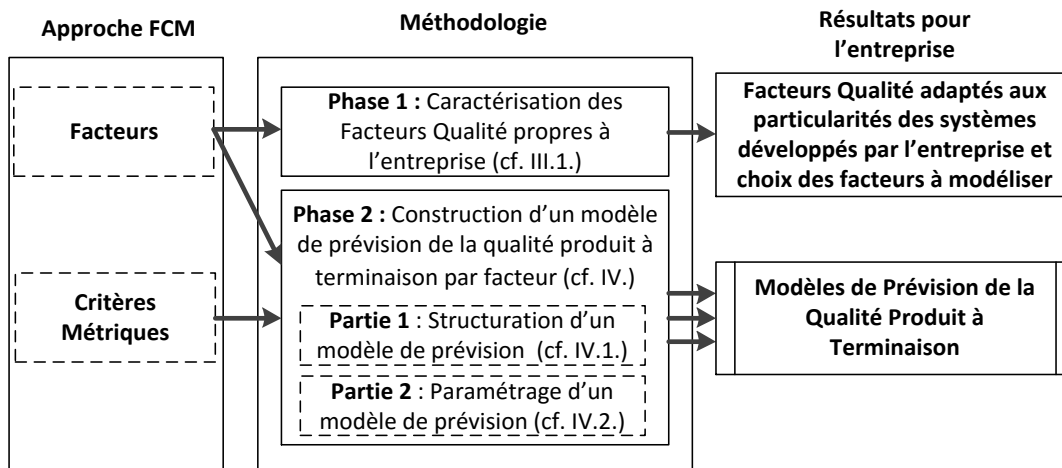 Approche FCM
Méthodologie
Résultats pour
l’entreprise
Facteurs
Phase 1 : Caractérisation des
Facteurs Qualité propres à
l’entreprise (cf. III.1.)
Facteurs Qualité adaptés aux
particularités des systèmes
développés par l’entreprise et
choix des facteurs à modéliser
Critères
Métriques
Phase 2 : Construction d’un modèle
de prévision de la qualité produit à
terminaison par facteur (cf. IV.)
Partie 1 : Structuration d’un
modèle de prévision (cf. IV.1.)
Partie 2 : Paramétrage d’un
modèle de prévision (cf. IV.2.)
Modèles de Prévision de la
Qualité Produit à
Terminaison